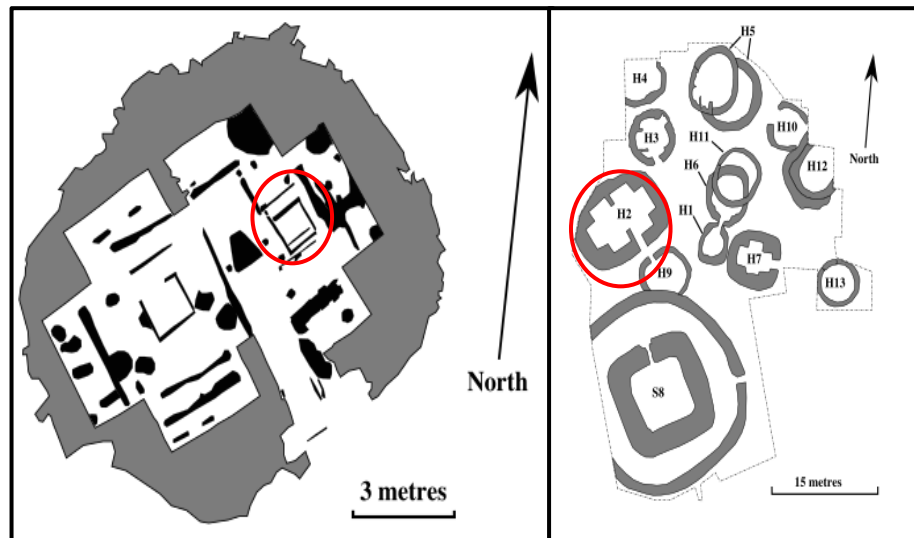 North
3 metres
H5
H4
H10
H3
H11
H12
North
H6
H2
H1
H7
H9
H13
S8
15 metres